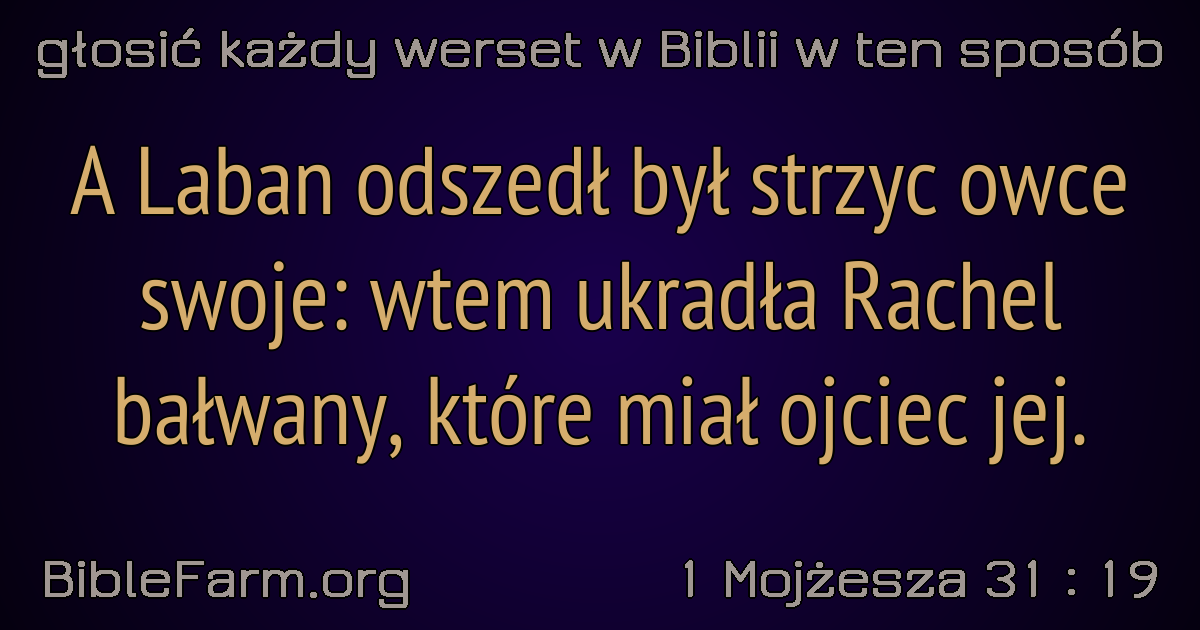 głosić każdy werset w Biblii w ten sposób
A Laban odszedł był strzyc owce
swoje: wtem ukradła Rachel
bałwany, które miał ojciec jej.
BibleFarm.org
1 Mojżesza 31 : 19